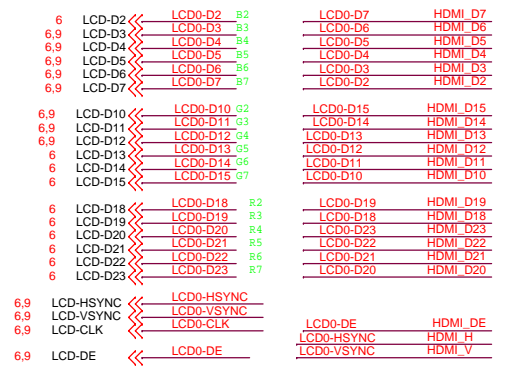 6 LCD-D2 LCD0-D2 B2 LCD0-D7 HDMI_D7
6,9 LCD-D3 LCD0-D3 B3 LCD0-D6 HDMI_D6
6,9 LCD-D4 LCD0-D4 B4 LCD0-D5 HDMI_D5
6,9 LCD-D5 LCD0-D5 B5 LCD0-D4 HDMI_D4
6,9 LCD-D6 LCD0-D6 B6 LCD0-D3 HDMI_D3
6,9 LCD-D7 LCD0-D7 B7 LCD0-D2 HDMI_D2
6,9 LCD-D10 LCD0-D10 G2 LCD0-D15 HDMI_D15
6,9 LCD-D11 LCD0-D11 G3 LCD0-D14 HDMI_D14
6,9 LCD-D12 LCD0-D12 G4 LCD0-D13 HDMI_D13
6 LCD-D13 LCD0-D13 G5 LCD0-D12 HDMI_D12
6 LCD-D14 LCD0-D14 G6 LCD0-D11 HDMI_D11
6 LCD-D15 LCD0-D15 G7 LCD0-D10 HDMI_D10
6 LCD-D18 LCD0-D18 R2 LCD0-D19 HDMI_D19
6 LCD-D19 LCD0-D19 R3 LCD0-D18 HDMI_D18
6 LCD-D20 LCD0-D20 R4 LCD0-D23 HDMI_D23
6 LCD-D21 LCD0-D21 R5 LCD0-D22 HDMI_D22
6 LCD-D22 LCD0-D22 R6 LCD0-D21 HDMI_D21
6 LCD-D23 LCD0-D23 R7 LCD0-D20 HDMI_D20
6,9 LCD-HSYNC LCD0-HSYNC
6,9 LCD-VSYNC LCD0-VSYNC
6,9 LCD-CLK LCD0-CLK LCD0-DE HDMI_DE
LCD0-HSYNC HDMI_H
6,9 LCD-DE LCD0-DE LCD0-VSYNC HDMI_V